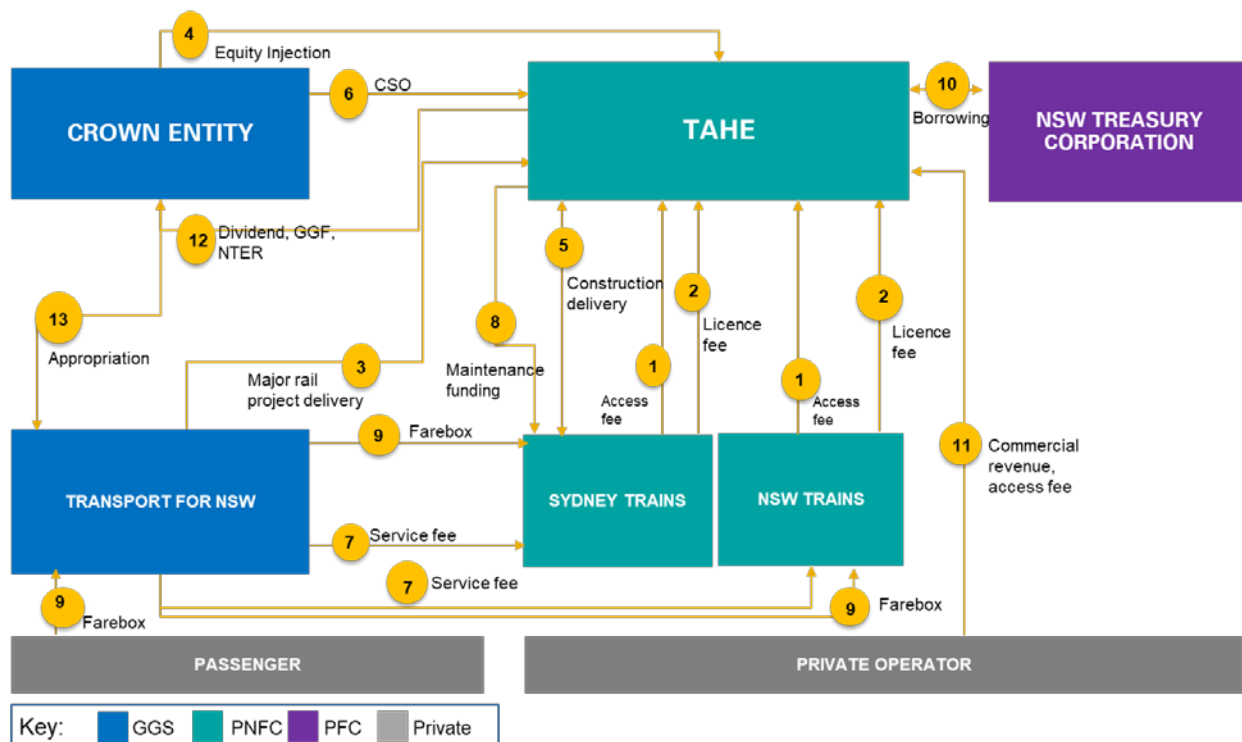 4
Equity Injection
CROWN ENTITY
6
CSO
TAHE
10
Borrowing
NSW TREASURY
CORPORATION
12
Dividend, GGF,
NTER
13
Appropriation
5
Construction
delivery
2
Licence
fee
2
Licence
fee
8
Maintenance
funding
3
Major rail
project delivery
1
Access
fee
1
Access
fee
9
Farebox
11
Commercial
revenue,
access fee
TRANSPORT FOR NSW
SYDNEY TRAINS
NSW TRAINS
7
Service fee
7
Service fee
9
Farebox
9
Farebox
PASSENGER
PRIVATE OPERATOR
Key:
GGS
PNFC
PFC
Private